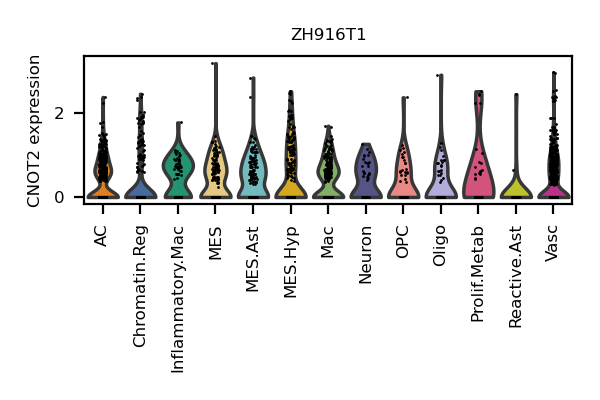 ZH916T1
CNOT2 expression
2
0
AC
Chromatin.Reg
Inflammatory.Mac
MES
MES.Ast
MES.Hyp
Mac
Neuron
OPC
Oligo
Prolif.Metab
Reactive.Ast
Vasc